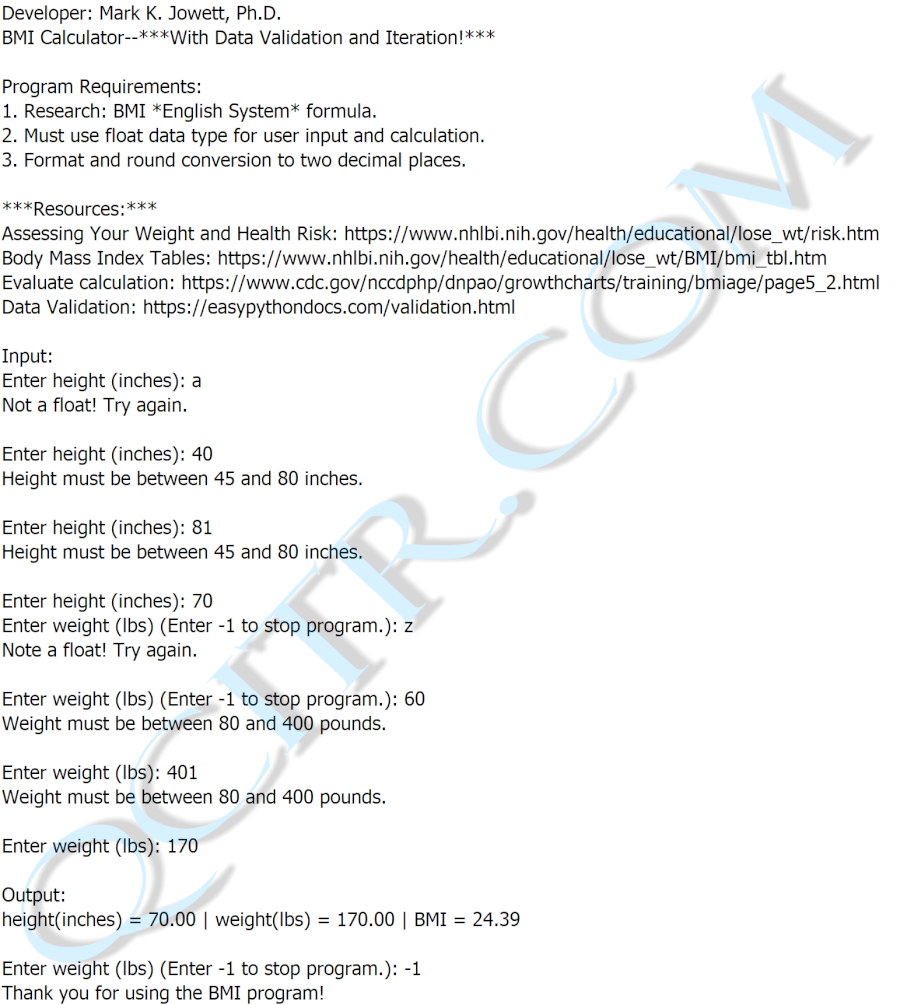 Developer: Mark K. Jowett, Ph.D.
BMI Calculator--***With Data Validation and Iteration!***
Program Requirements:
1. Research: BMI *English System* formula.
2. Must use float data type for user input and calculation.
3. Format and round conversion to two decimal places.
***Resources:***
Assessing Your Weight and Health Risk: https://www.nhlbi.nih.gov/health/educational/lose_wt/risk.htm
Body Mass Index Tables: https://www.nhlbi.nih.gov/health/educational/lose_wt/BMI/bmi_tbl.htm
Evaluate calculation: https://www.cdc.gov/nccdphp/dnpao/growthcharts/training/bmiage/page5_2.html
Data Validation: https://easypythondocs.com/validation.html
Input:
Enter height (inches): a
Not a float! Try again.
Enter height (inches): 40
Height must be between 45 and 80 inches.
Enter height (inches): 81
Height must be between 45 and 80 inches.
Enter height (inches): 70
Enter weight (lbs) (Enter -1 to stop program.): z
Note a float! Try again.
Enter weight (lbs) (Enter -1 to stop program.): 60
Weight must be between 80 and 400 pounds.
Enter weight (lbs): 401
Weight must be between 80 and 400 pounds.
Enter weight (lbs): 170
Output:
height(inches) = 70.00 | weight(lbs) = 170.00 | BMI = 24.39
Enter weight (lbs) (Enter -1 to stop program.): -1
Thank you for using the BMI program!
QCITR.COM